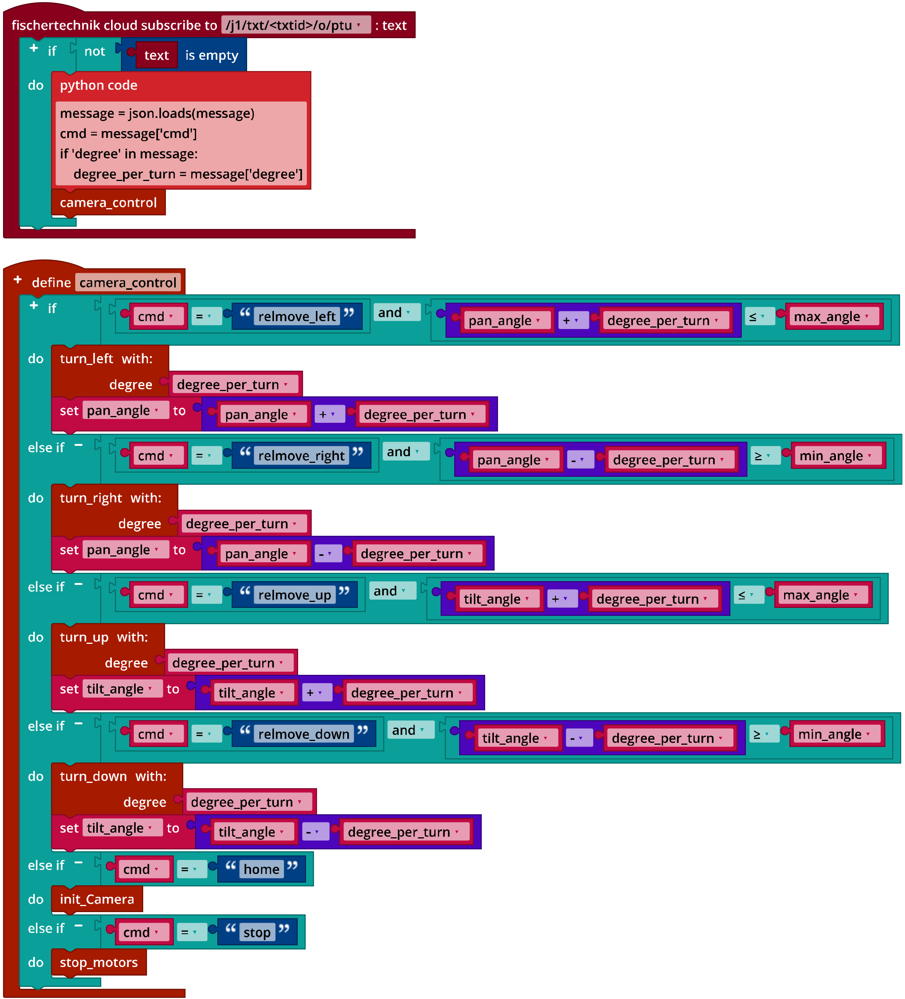 fischertechnik cloud subscribe to /j1/txt/<txtid>/o/ptu : text
+ if not text is empty
do python code
message = json.loads(message)
cmd = message['cmd']
if 'degree' in message:
    degree_per_turn = message['degree']
camera_control
+ define camera_control
+ if cmd = “ relmove_left ” and pan_angle + degree_per_turn ≤ max_angle
do turn_left with:
degree degree_per_turn
set pan_angle to pan_angle + degree_per_turn
else if - cmd = “ relmove_right ” and pan_angle - degree_per_turn ≥ min_angle
do turn_right with:
degree degree_per_turn
set pan_angle to pan_angle - degree_per_turn
else if - cmd = “ relmove_up ” and tilt_angle + degree_per_turn ≤ max_angle
do turn_up with:
degree degree_per_turn
set tilt_angle to tilt_angle + degree_per_turn
else if - cmd = “ relmove_down ” and tilt_angle - degree_per_turn ≥ min_angle
do turn_down with:
degree degree_per_turn
set tilt_angle to tilt_angle - degree_per_turn
else if - cmd = “ home ”
do init_Camera
else if - cmd = “ stop ”
do stop_motors